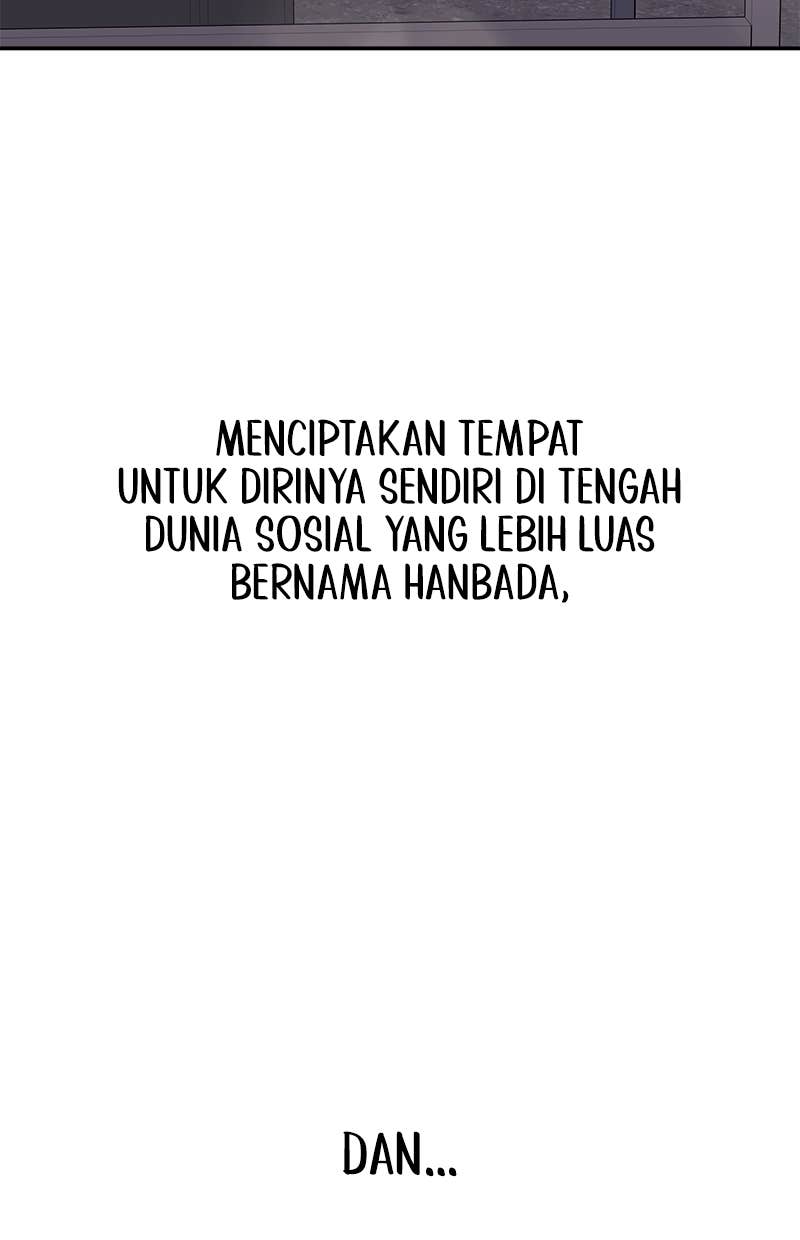 MENCIPTAKAN TEMPAT
UNTUK DIRINYA SENDIRI DI TENGAH
DUNIA SOSIAL YANG LEBIH LUAS
BERNAMA HANBADA,
DAN...